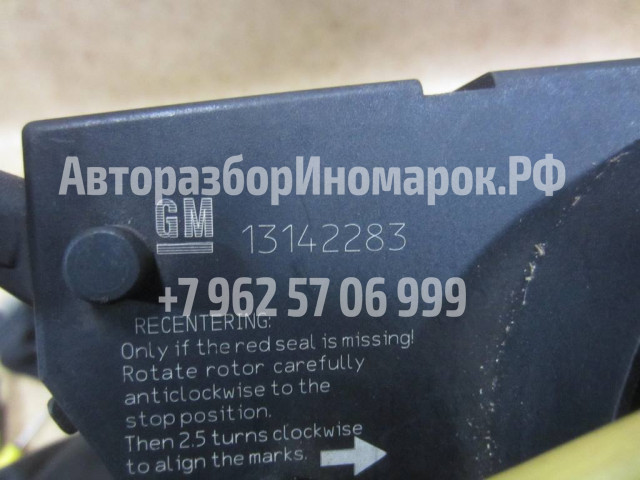 АвторазборИномарок.РФ
GM 13142283
+7 962 57 06 999
RECENTERING:
Only if the red seal is missing!
Rotate rotor carefully
anticlockwise to the
stop position.
Then 2.5 turns clockwise
to align the marks.